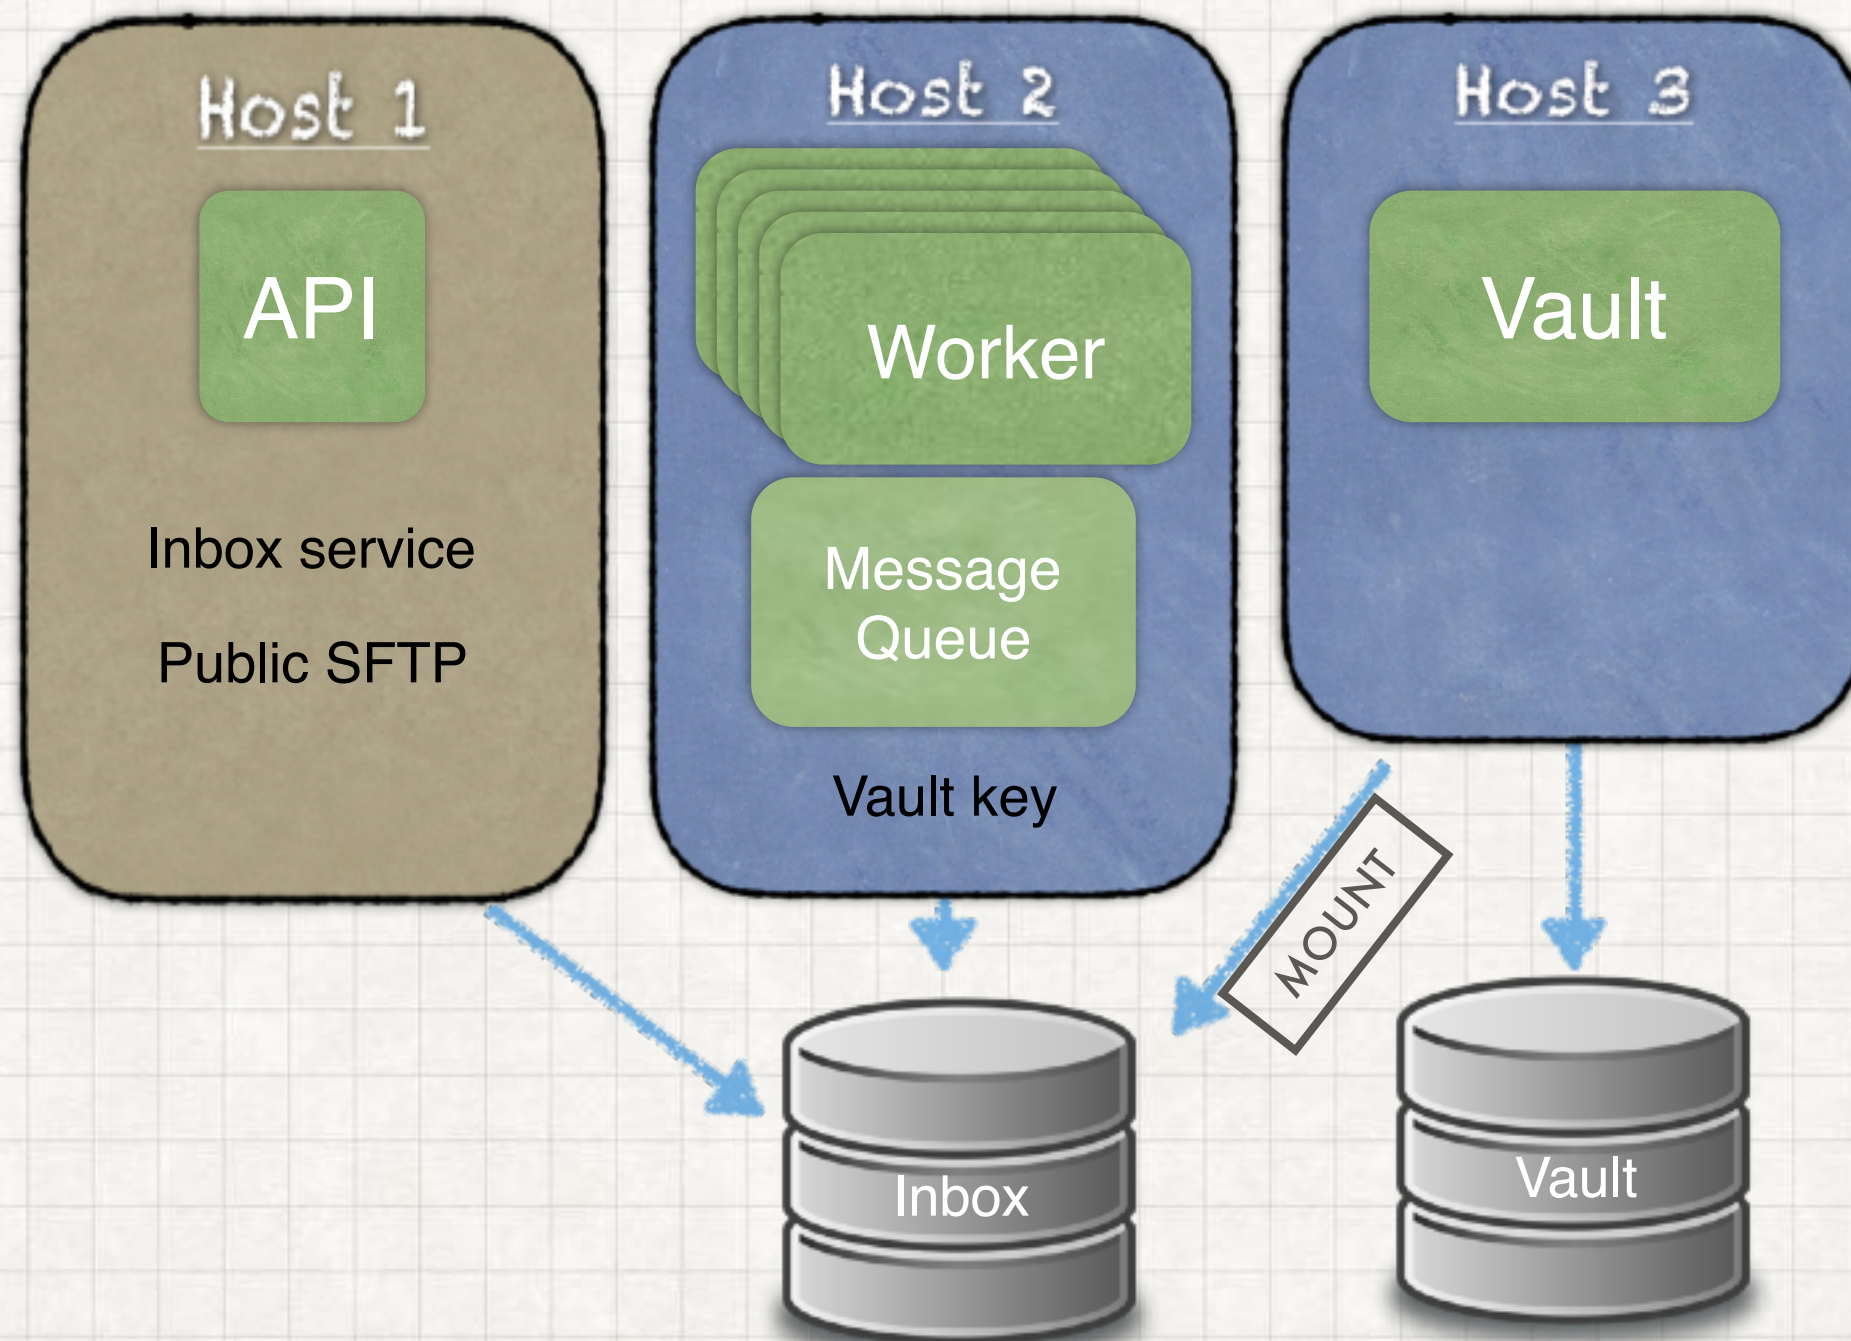 Host 1
API
Inbox service
Public SFTP
Host 2
Worker
Message
Queue
Vault key
Host 3
Vault
MOUNT
Inbox
Vault